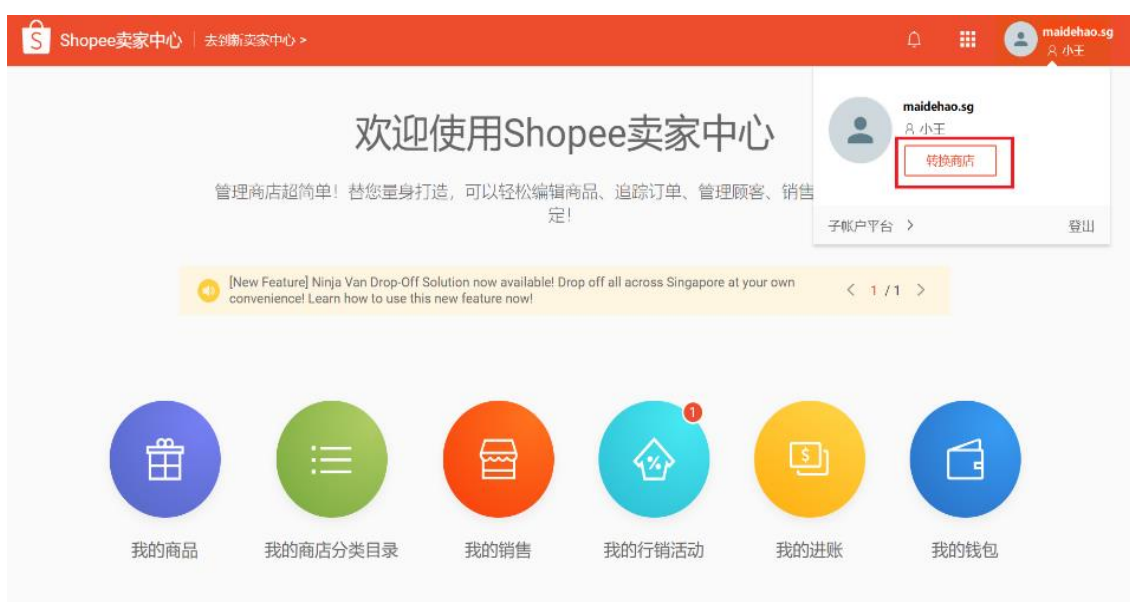 Shopee卖家中心
去到新卖家中心 >
maidehao.sg
小王
maidehao.sg
小王
转换商店
子帐户平台 >
登出
欢迎使用Shopee卖家中心
管理商店超简单！替您量身打造，可以轻松编辑商品、追踪订单、管理顾客、销售
定！
[New Feature] Ninja Van Drop-Off Solution now available! Drop off all across Singapore at your own
convenience! Learn how to use this new feature now!
< 1 / 1 >
1
我的商品
我的商店分类目录
我的销售
我的行销活动
我的进账
我的钱包